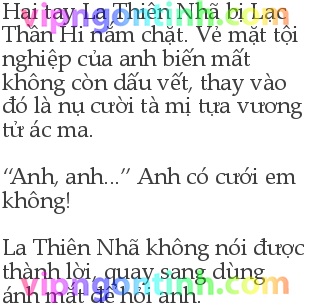 Hai tay La Thiên Nhã bị Lạc
Thần Hi nắm chặt. Vẻ mặt tội
nghiệp của anh biến mất
không còn dấu vết, thay vào
đó là nụ cười tà mị tựa vương
tử ác ma.
“Anh, anh...” Anh có cưới em
không!
La Thiên Nhã không nói được
thành lời, quay sang dùng
ánh mắt để hỏi anh.
vipngontinh.com
vipngontinh.com